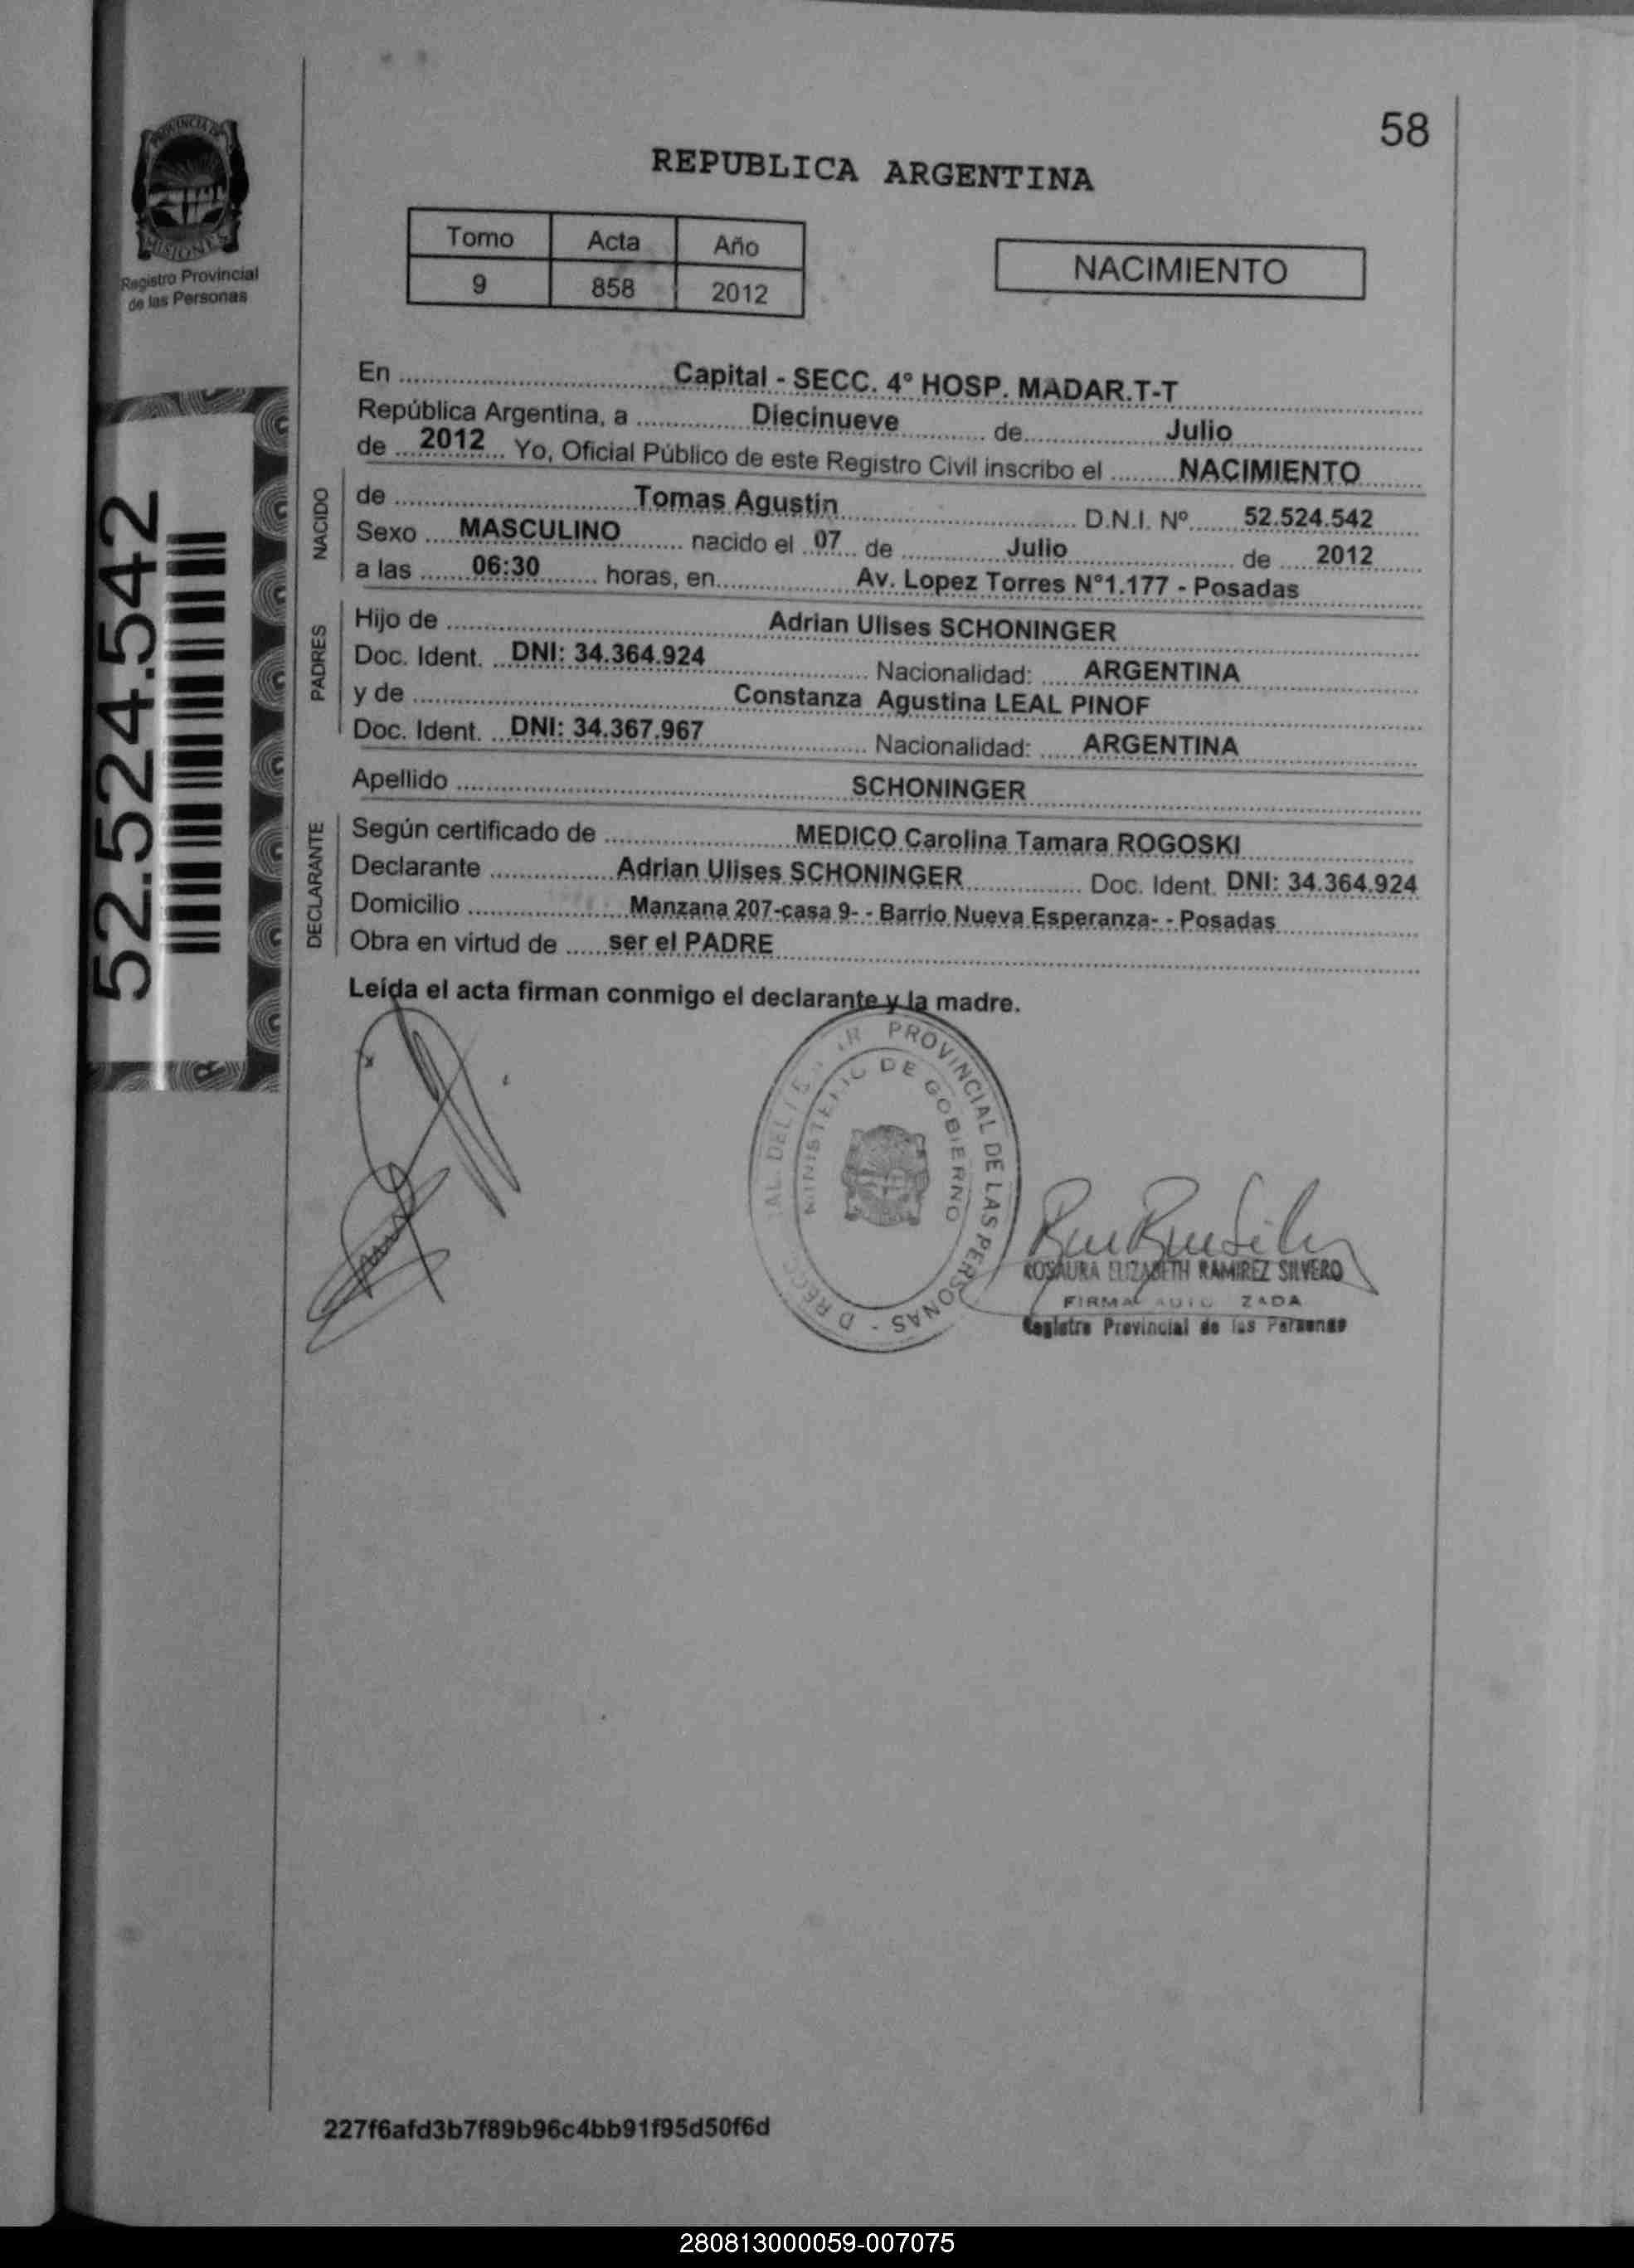 58
PROVINCIA DE
MISIONES
Registro Provincial
de las Personas
REPUBLICA ARGENTINA
Tomo Acta Año
9 858 2012
NACIMIENTO
En Capital - SECC. 4° HOSP. MADAR.T-T
República Argentina, a Diecinueve de Julio
de 2012 Yo, Oficial Público de este Registro Civil inscribo el NACIMIENTO
NACIDO
de Tomas Agustin D.N.I. Nº 52.524.542
Sexo MASCULINO nacido el 07 de Julio de 2012
a las 06:30 horas, en Av. Lopez Torres N°1.177 - Posadas
PADRES
Hijo de Adrian Ulises SCHONINGER
Doc. Ident. DNI: 34.364.924 Nacionalidad: ARGENTINA
y de Constanza Agustina LEAL PINOF
Doc. Ident. DNI: 34.367.967 Nacionalidad: ARGENTINA
Apellido SCHONINGER
DECLARANTE
Según certificado de MEDICO Carolina Tamara ROGOSKI
Declarante Adrian Ulises SCHONINGER Doc. Ident. DNI: 34.364.924
Domicilio Manzana 207-casa 9- - Barrio Nueva Esperanza- - Posadas
Obra en virtud de ser el PADRE
Leída el acta firman conmigo el declarante y la madre.
52.524.542
PROVINCIAL DE LAS PERSONAS
MINISTERIO DE GOBIERNO
ROSAURA ELIZABETH RAMIREZ SILVERO
FIRMA AUTORIZADA
Registro Provincial de las Personas
227f6afd3b7f89b96c4bb91f95d50f6d
280813000059-007075